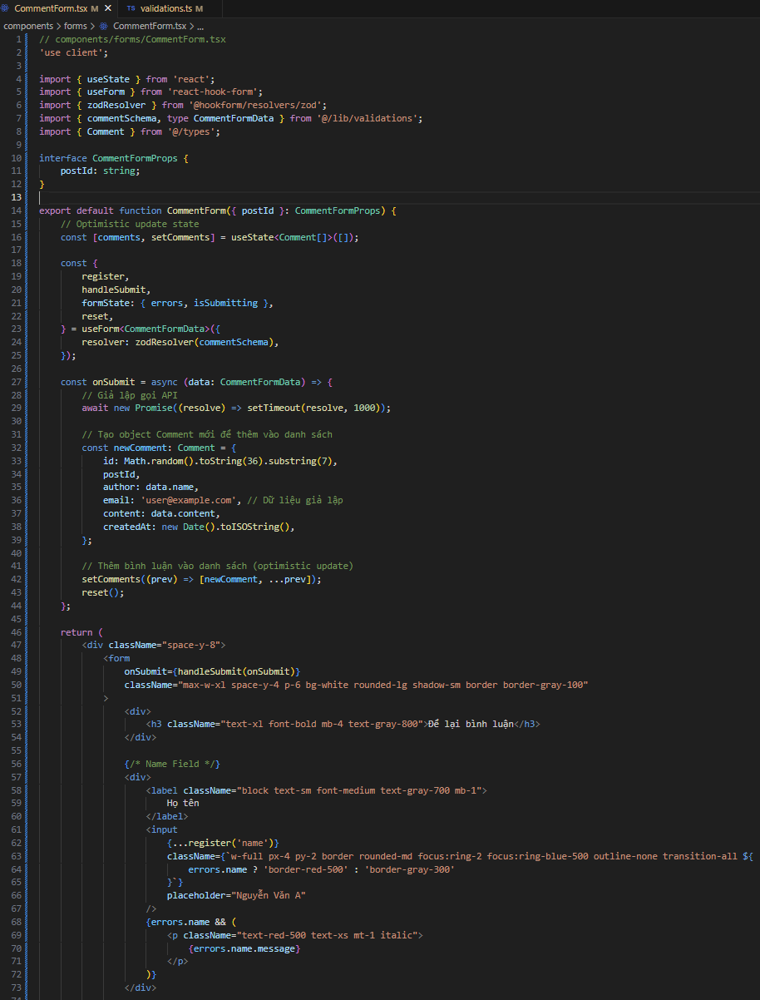 CommentForm.tsx M ×
TS validations.ts M
components > forms > CommentForm.tsx > ...
1 // components/forms/CommentForm.tsx
2 'use client';
3
4 import { useState } from 'react';
5 import { useForm } from 'react-hook-form';
6 import { zodResolver } from '@hookform/resolvers/zod';
7 import { commentSchema, type CommentFormData } from '@/lib/validations';
8 import { Comment } from '@/types';
9
10 interface CommentFormProps {
11     postId: string;
12 }
13
14 export default function CommentForm({ postId }: CommentFormProps) {
15     // Optimistic update state
16     const [comments, setComments] = useState<Comment[]>([]);
17
18     const {
19         register,
20         handleSubmit,
21         formState: { errors, isSubmitting },
22         reset,
23     } = useForm<CommentFormData>({
24         resolver: zodResolver(commentSchema),
25     });
26
27     const onSubmit = async (data: CommentFormData) => {
28         // Giả lập gọi API
29         await new Promise((resolve) => setTimeout(resolve, 1000));
30
31         // Tạo object Comment mới để thêm vào danh sách
32         const newComment: Comment = {
33             id: Math.random().toString(36).substring(7),
34             postId,
35             author: data.name,
36             email: 'user@example.com', // Dữ liệu giả lập
37             content: data.content,
38             createdAt: new Date().toISOString(),
39         };
40
41         // Thêm bình luận vào danh sách (optimistic update)
42         setComments((prev) => [newComment, ...prev]);
43         reset();
44     };
45
46     return (
47         <div className="space-y-8">
48             <form
49                 onSubmit={handleSubmit(onSubmit)}
50                 className="max-w-xl space-y-4 p-6 bg-white rounded-lg shadow-sm border border-gray-100"
51             >
52                 <div>
53                     <h3 className="text-xl font-bold mb-4 text-gray-800">Để lại bình luận</h3>
54                 </div>
55
56                 {/* Name Field */}
57                 <div>
58                     <label className="block text-sm font-medium text-gray-700 mb-1">
59                         Họ tên
60                     </label>
61                     <input
62                         {...register('name')}
63                         className={`w-full px-4 py-2 border rounded-md focus:ring-2 focus:ring-blue-500 outline-none transition-all ${
64                             errors.name ? 'border-red-500' : 'border-gray-300'
65                         }`}
66                         placeholder="Nguyễn Văn A"
67                     />
68                     {errors.name && (
69                         <p className="text-red-500 text-xs mt-1 italic">
70                             {errors.name.message}
71                         </p>
72                     )}
73                 </div>